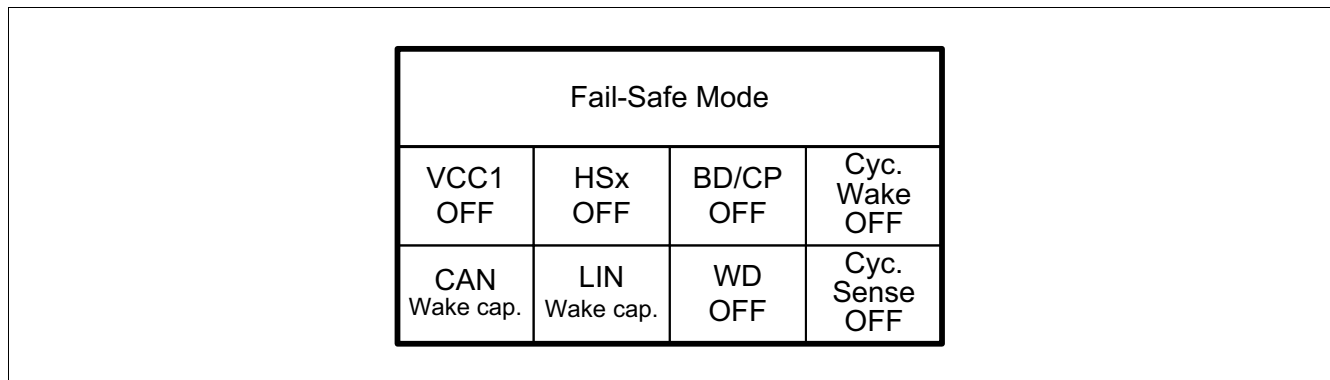 Fail-Safe Mode
VCC1
OFF
HSx
OFF
BD/CP
OFF
Cyc.
Wake
OFF
CAN
Wake cap.
LIN
Wake cap.
WD
OFF
Cyc.
Sense
OFF